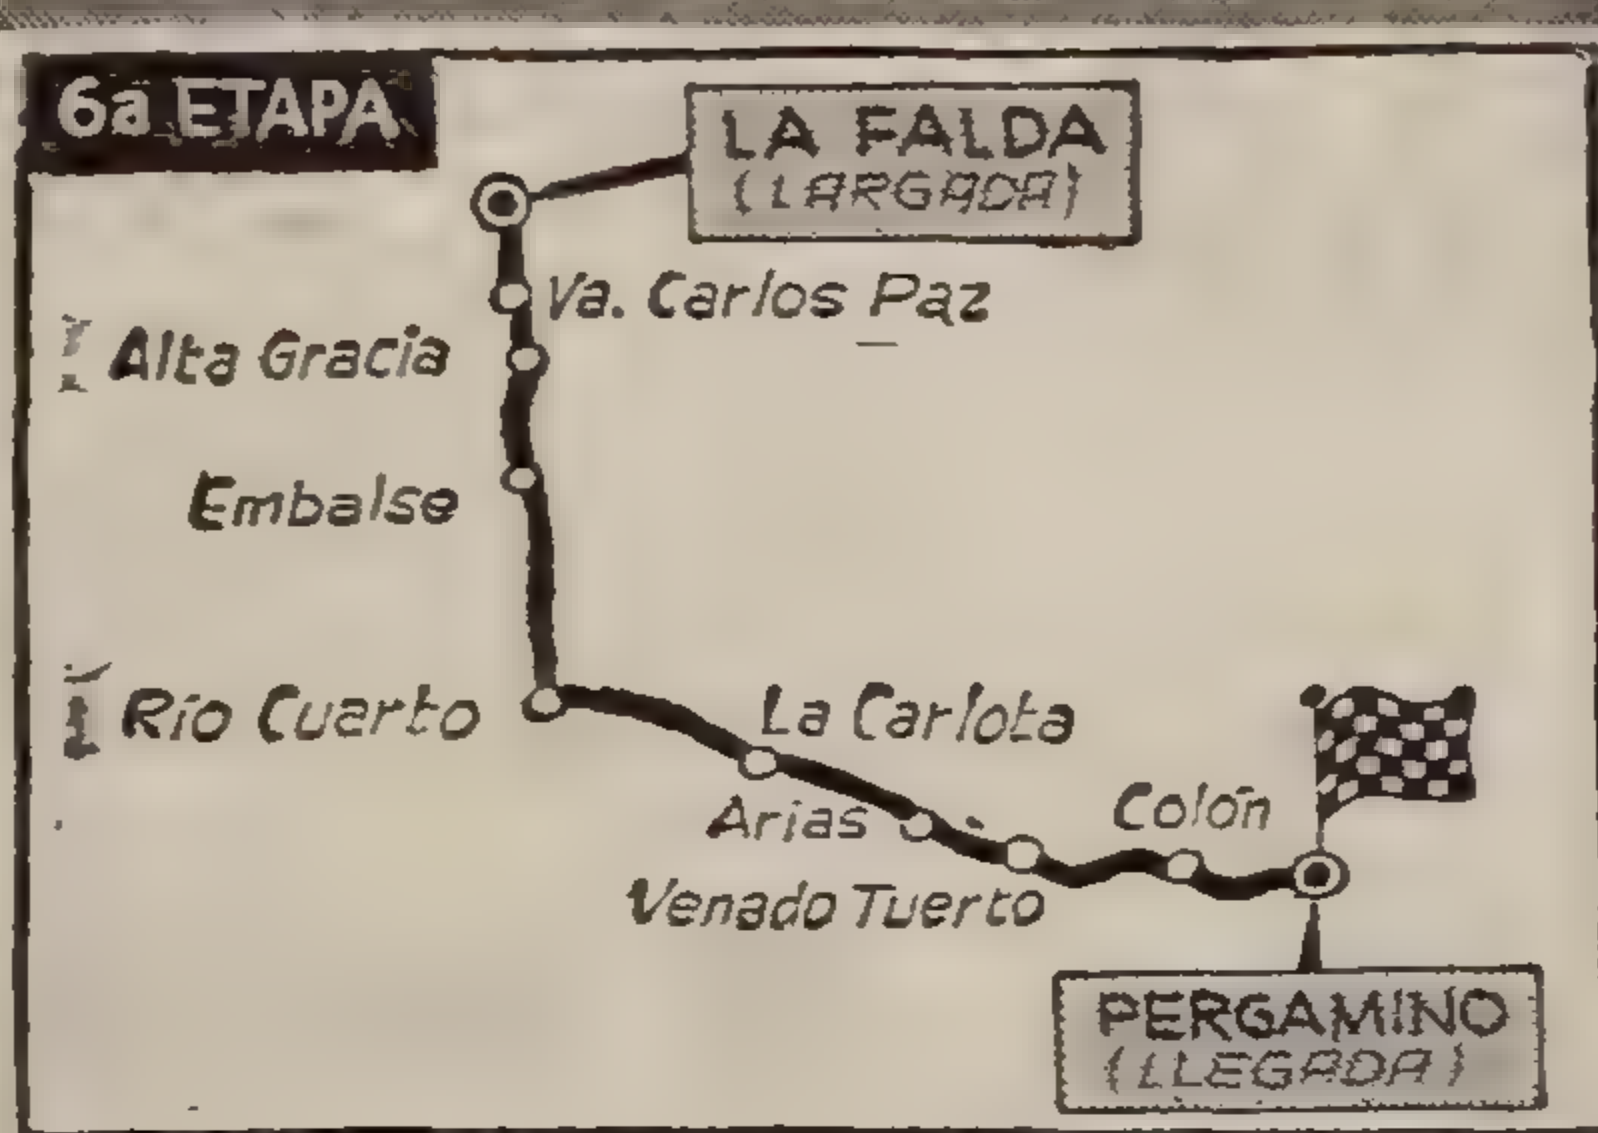 6a ETAPA
LA FALDA
(LARGADA)
Va. Carlos Paz
Alta Gracia
Embalse
Río Cuarto
La Carlota
Arias
Colón
Venado Tuerto
PERGAMINO
(LLEGADA)